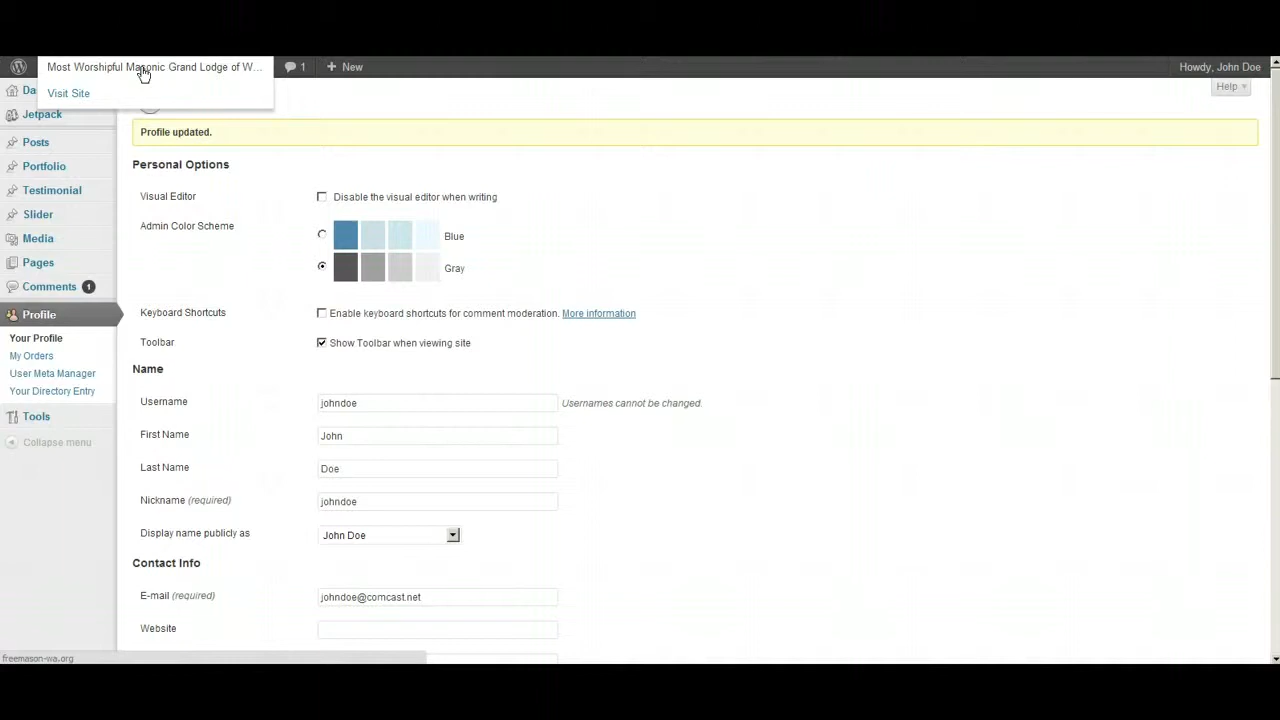 Most Worshipful Masonic Grand Lodge of W... 1 + New Howdy, John Doe
Visit Site
Help
Jetpack
Profile updated.
Posts
Personal Options
Portfolio
Testimonial
Visual Editor Disable the visual editor when writing
Slider
Admin Color Scheme
Blue
Media
Pages
Gray
Comments 1
Profile
Keyboard Shortcuts Enable keyboard shortcuts for comment moderation. More information
Your Profile
Toolbar Show Toolbar when viewing site
My Orders
User Meta Manager
Name
Your Directory Entry
Username johndoe Usernames cannot be changed.
Tools
First Name John
Collapse menu
Last Name Doe
Nickname (required) johndoe
Display name publicly as John Doe
Contact Info
E-mail (required) johndoe@comcast.net
Website
freemason-wa.org